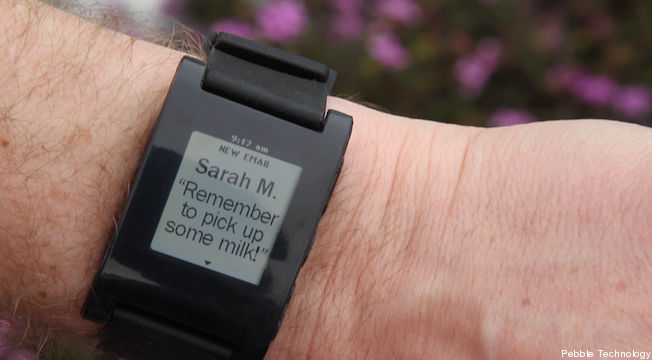 9:17 am
NEW EMAIL
Sarah M.
“Remember
to pick up
some milk!”
Pebble Technology